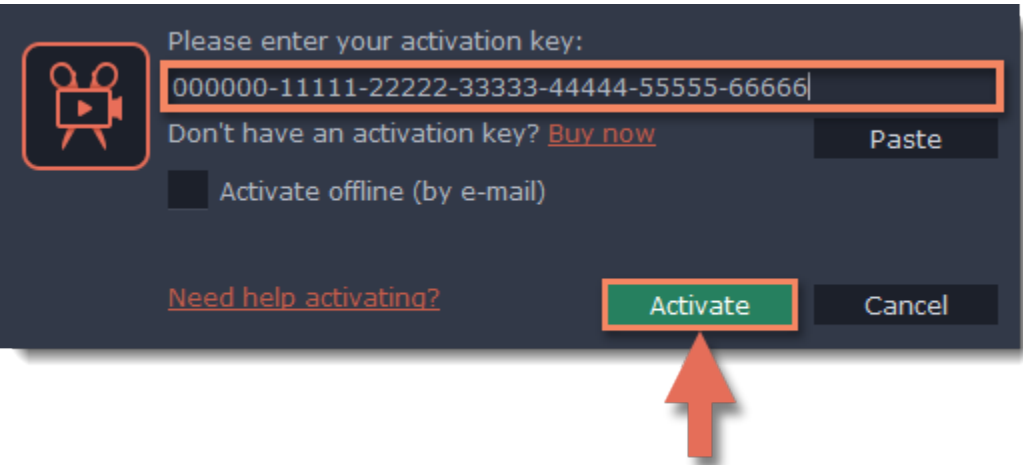 Please enter your activation key:
000000-11111-22222-33333-44444-55555-66666
Don't have an activation key? Buy now
Paste
Activate offline (by e-mail)
Need help activating?
Activate
Cancel